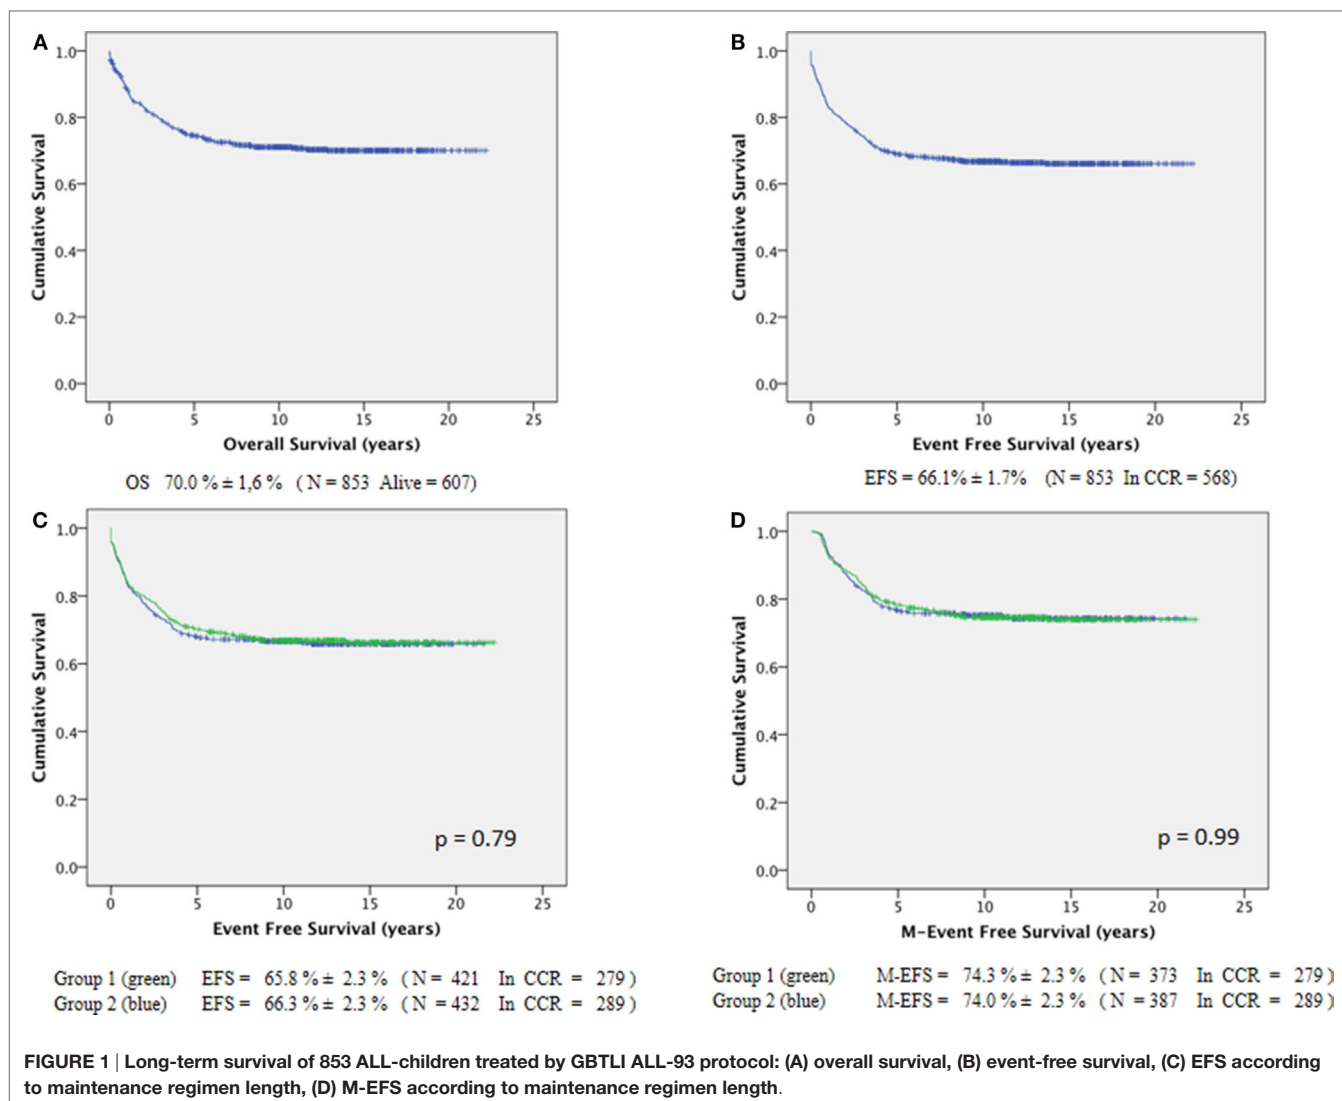 A
1.0
0.8
0.6
0.4
0.2
0.0
Cumulative Survival
0 5 10 15 20 25
Overall Survival (years)
OS 70.0 % ± 1,6 % ( N = 853 Alive = 607)
B
1.0
0.8
0.6
0.4
0.2
0.0
Cumulative Survival
0 5 10 15 20 25
Event Free Survival (years)
EFS = 66.1% ± 1.7% (N = 853 In CCR = 568)
C
1.0
0.8
0.6
0.4
0.2
0.0
Cumulative Survival
p = 0.79
0 5 10 15 20 25
Event Free Survival (years)
Group 1 (green) EFS = 65.8 % ± 2.3 % ( N = 421 In CCR = 279 )
Group 2 (blue) EFS = 66.3 % ± 2.3 % ( N = 432 In CCR = 289 )
D
1.0
0.8
0.6
0.4
0.2
0.0
Cumulative Survival
p = 0.99
0 5 10 15 20 25
M-Event Free Survival (years)
Group 1 (green) M-EFS = 74.3 % ± 2.3 % ( N = 373 In CCR = 279 )
Group 2 (blue) M-EFS = 74.0 % ± 2.3 % ( N = 387 In CCR = 289 )
FIGURE 1 | Long-term survival of 853 ALL-children treated by GBTLI ALL-93 protocol: (A) overall survival, (B) event-free survival, (C) EFS according
to maintenance regimen length, (D) M-EFS according to maintenance regimen length.